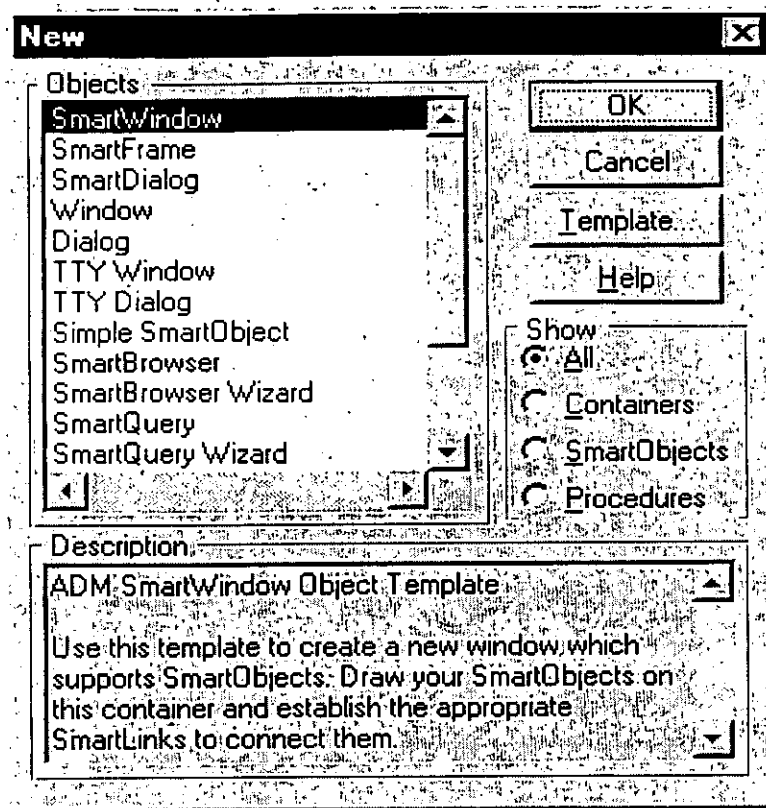 New
Objects
SmartWindow
SmartFrame
SmartDialog
Window
Dialog
TTY Window
TTY Dialog
Simple SmartObject
SmartBrowser
SmartBrowser Wizard
SmartQuery
SmartQuery Wizard
OK
Cancel
Template...
Help
Show
All
Containers
SmartObjects
Procedures
Description
ADM SmartWindow Object Template
Use this template to create a new window which
supports SmartObjects. Draw your SmartObjects on
this container and establish the appropriate
SmartLinks to connect them.